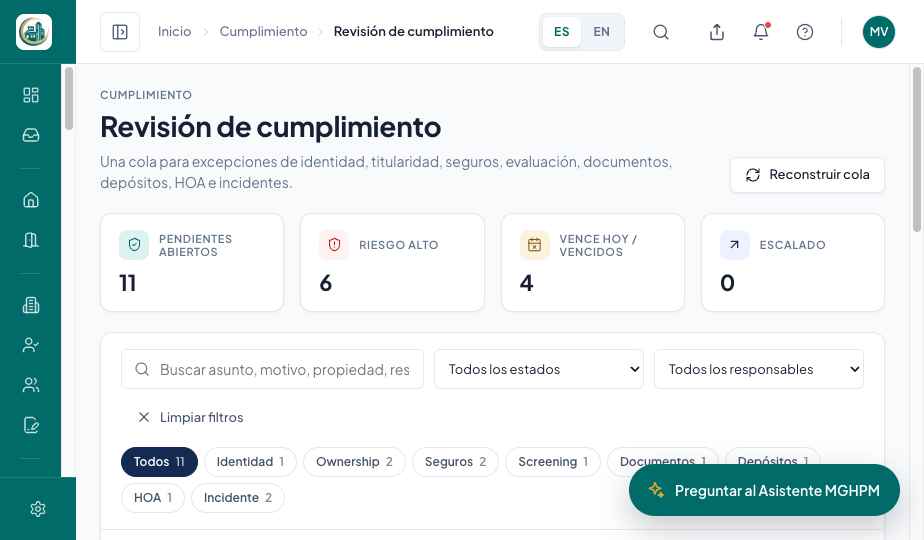 Inicio > Cumplimiento > Revisión de cumplimiento
ES EN
MV
CUMPLIMIENTO
Revisión de cumplimiento
Una cola para excepciones de identidad, titularidad, seguros, evaluación, documentos,
depósitos, HOA e incidentes.
Reconstruir cola
PENDIENTES
ABIERTOS
11
RIESGO ALTO
6
VENCE HOY /
VENCIDOS
4
ESCALADO
0
Buscar asunto, motivo, propiedad, res
Todos los estados
Todos los responsables
Limpiar filtros
Todos 11
Identidad 1
Ownership 2
Seguros 2
Screening 1
Documentos 1
Depósitos 1
HOA 1
Incidente 2
Preguntar al Asistente MGHPM